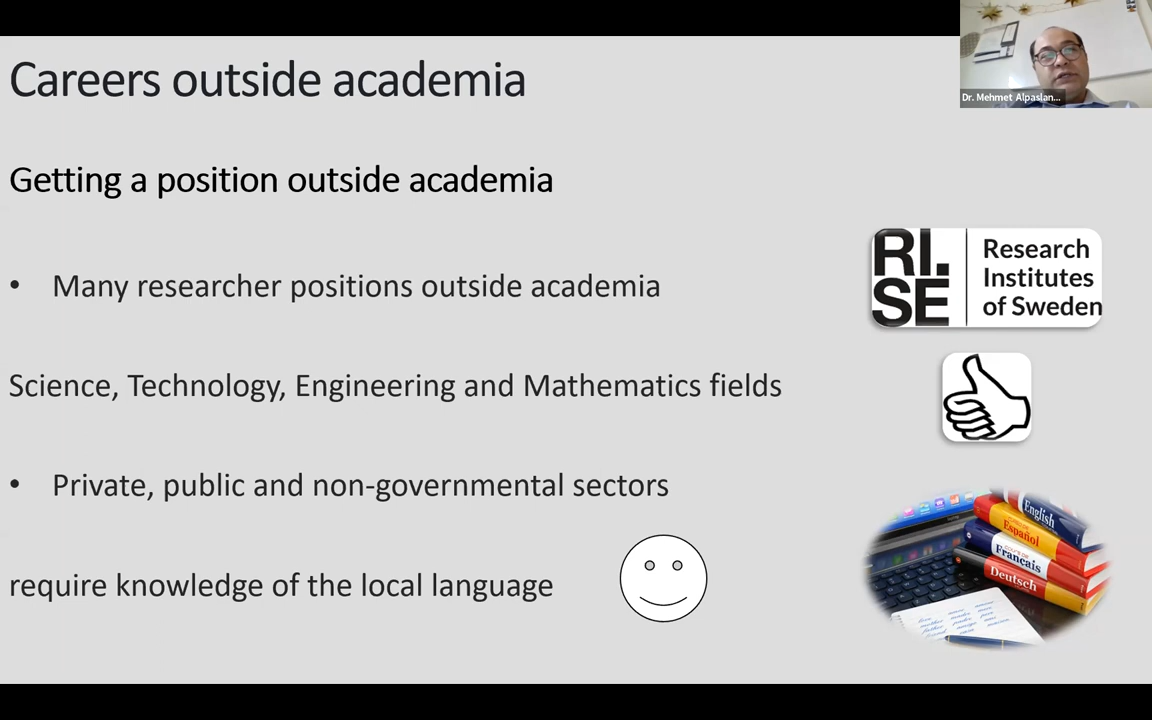 Careers outside academia
Dr. Mehmet Alpaslan...
Getting a position outside academia
• Many researcher positions outside academia
RI.
SE
Research
Institutes
of Sweden
Science, Technology, Engineering and Mathematics fields
• Private, public and non-governmental sectors
English
Español
Français
Deutsch
require knowledge of the local language